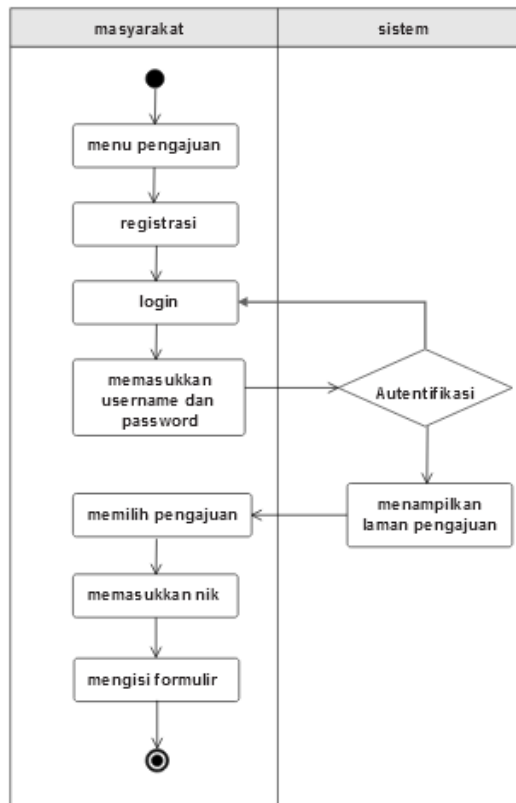 masyarakat
sistem
menu pengajuan
registrasi
login
memasukkan
username dan
password
Autentifikasi
menampilkan
laman pengajuan
memilih pengajuan
memasukkan nik
mengisi formulir